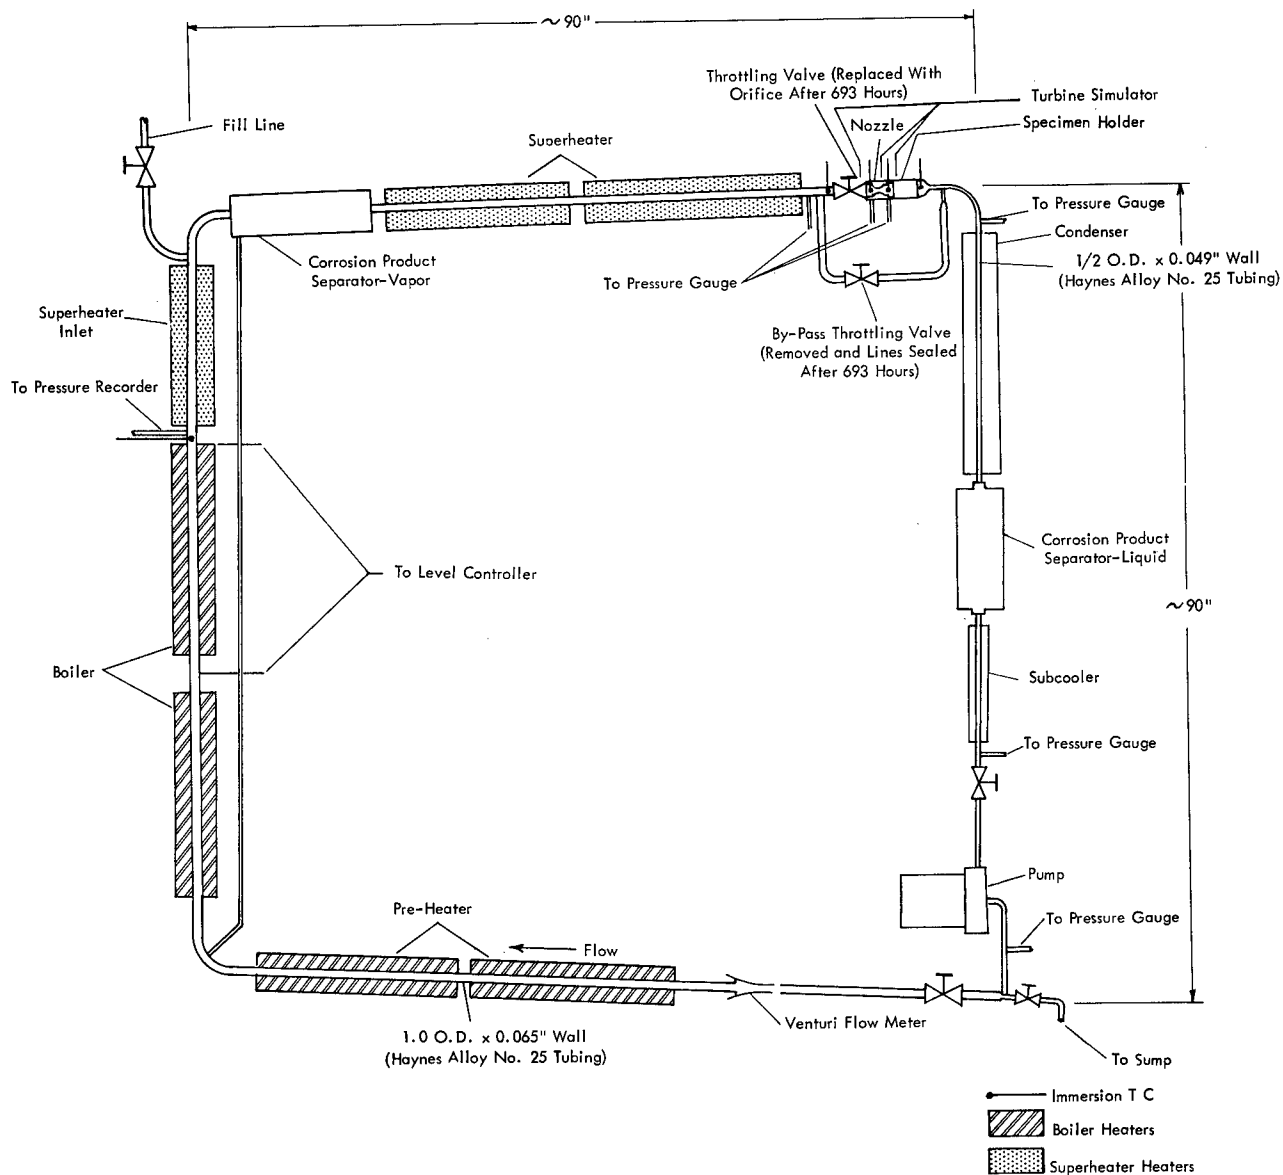 ~90"
Throttling Valve (Replaced With
Orifice After 693 Hours)
Turbine Simulator
Nozzle
Specimen Holder
Fill Line
Superheater
To Pressure Gauge
Condenser
1/2 O.D. x 0.049" Wall
(Haynes Alloy No. 25 Tubing)
Corrosion Product
Separator-Vapor
To Pressure Gauge
Superheater
Inlet
By-Pass Throttling Valve
(Removed and Lines Sealed
After 693 Hours)
To Pressure Recorder
Corrosion Product
Separator-Liquid
To Level Controller
~90"
Boiler
Subcooler
To Pressure Gauge
Pump
Pre-Heater
To Pressure Gauge
Flow
Venturi Flow Meter
1.0 O.D. x 0.065" Wall
(Haynes Alloy No. 25 Tubing)
To Sump
Immersion T C
Boiler Heaters
Superheater Heaters